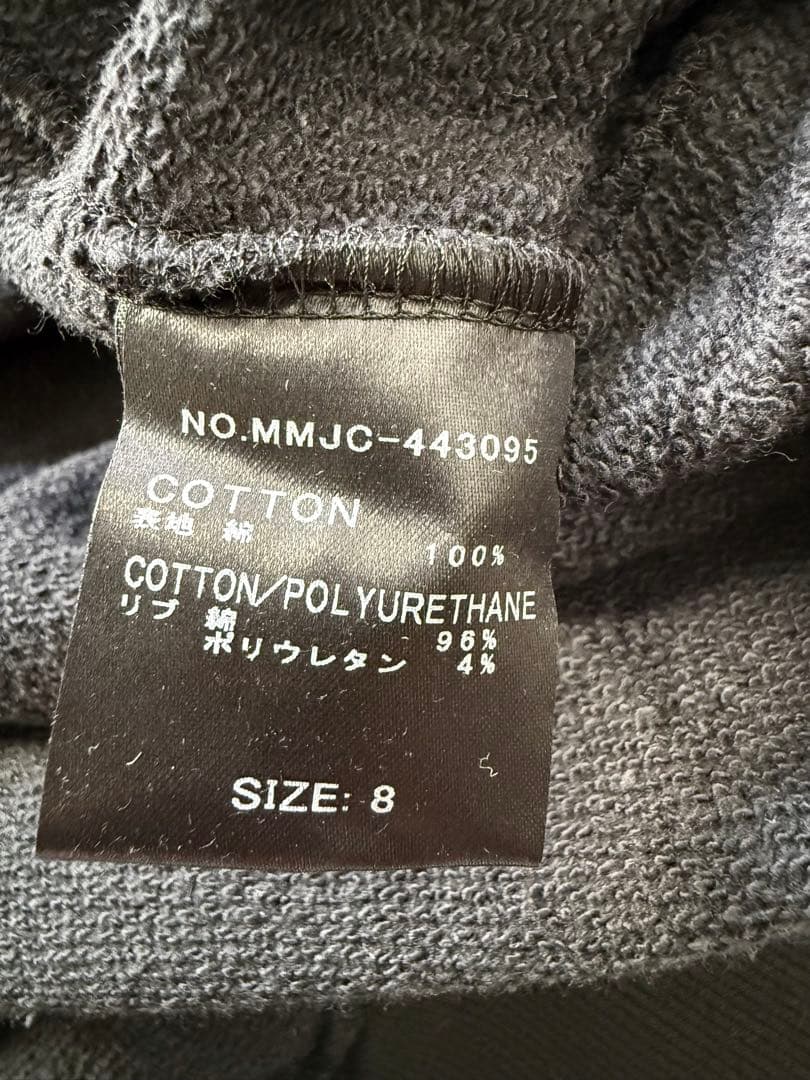 NO.MMJC-443095
COTTON
表地 綿 100%
COTTON/POLYURETHANE
リブ 綿 96%
ポリウレタン 4%
SIZE: 8